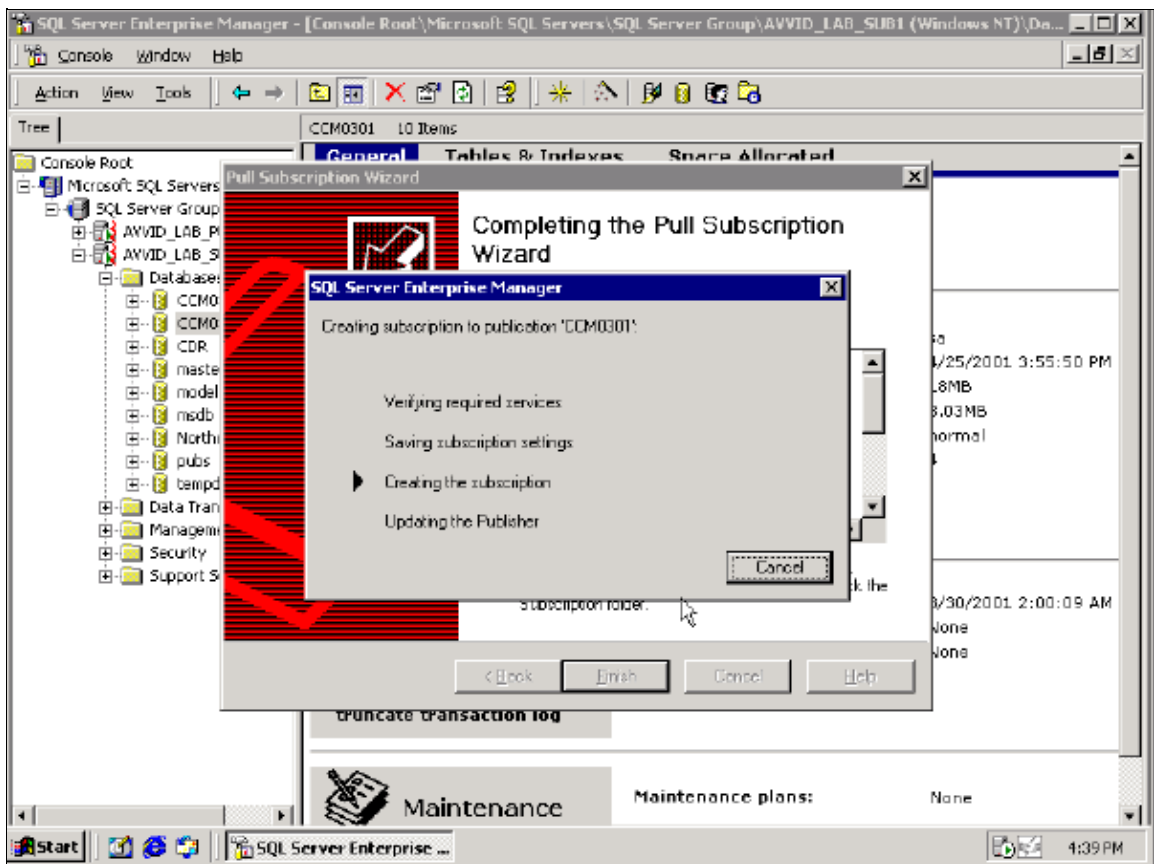 SQL Server Enterprise Manager - [Console Root\Microsoft SQL Servers\SQL Server Group\AVVID_LAB_SUB1 (Windows NT)\Da...
Console Window Help
Action View Tools
Tree
CCM0301 10 Items
General Tables & Indexes Space Allocated
Console Root
Microsoft SQL Servers
SQL Server Group
AVVID_LAB_P
AVVID_LAB_S
Databases
CCM0
CCM0
CDR
maste
model
msdb
North
pubs
tempd
Data Tran
Managem
Security
Support S
Pull Subscription Wizard
Completing the Pull Subscription
Wizard
SQL Server Enterprise Manager
Creating subscription to publication 'CCM0301':
Verifying required services
Saving subscription settings
Creating the subscription
Updating the Publisher
Cancel
k the
Subscription folder.
< Back Finish Cancel Help
sa
4/25/2001 3:55:50 PM
8MB
3.03MB
normal
3/30/2001 2:00:09 AM
None
None
truncate transaction log
Maintenance
Maintenance plans: None
Start
SQL Server Enterprise ...
4:39 PM